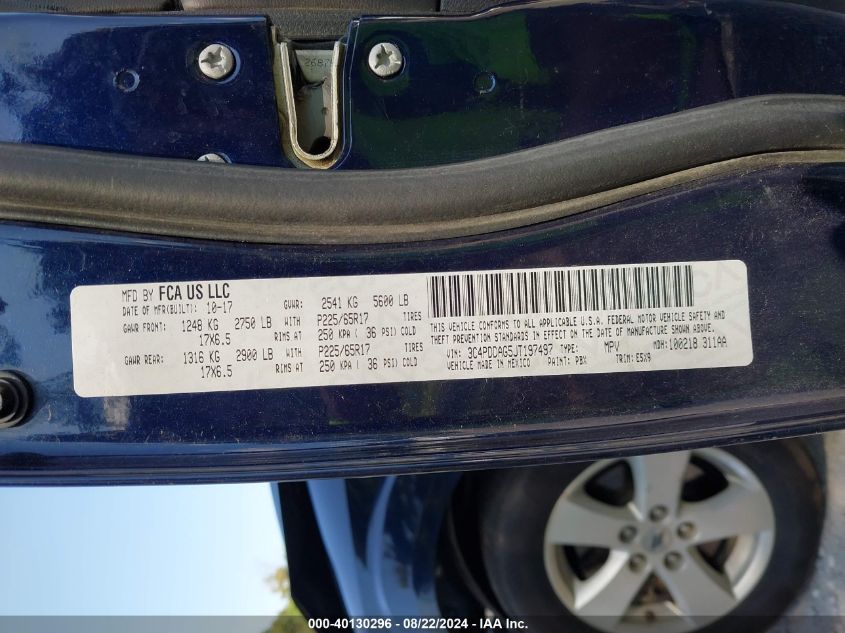 2687
MFD BY FCA US LLC
DATE OF MFR(BUILT): 10-17 GVWR: 2541 KG 5600 LB
GAWR FRONT: 1248 KG 2750 LB WITH P225/65R17 TIRES
17X6.5 RIMS AT 250 KPA ( 36 PSI) COLD
GAWR REAR: 1316 KG 2900 LB WITH P225/65R17 TIRES
17X6.5 RIMS AT 250 KPA ( 36 PSI) COLD
THIS VEHICLE CONFORMS TO ALL APPLICABLE U.S.A. FEDERAL MOTOR VEHICLE SAFETY AND
THEFT PREVENTION STANDARDS IN EFFECT ON THE DATE OF MANUFACTURE SHOWN ABOVE.
VIN: 3C4PDCAG5JT197497 TYPE: MPV MDH: 100218 311AA
VEHICLE MADE IN MEXICO PAINT: PBX TRIM: E5X9
*** 40130296 - 08/22/2024 - IAA Inc. ***